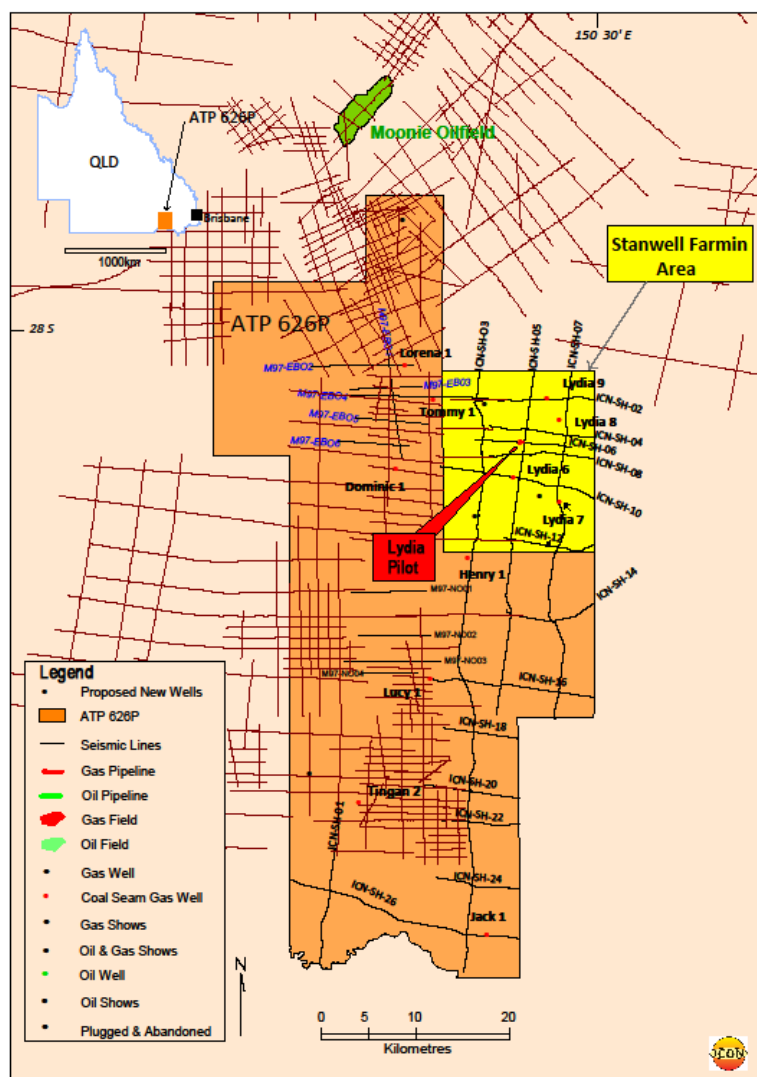 150 30' E
ATP 626P
Moonie Oilfield
QLD
Brisbane
1000km
Stanwell Farmin
Area
28 S
ATP 626P
ICN-SH-03
ICN-SH-05
ICN-SH-07
Lorena 1
M97-EBO2
M97-EB03
Lydia 9
ICN-SH-02
M97-EBO4
Tommy 1
Lydia 8
M97-EBO5
ICN-SH-04
ICN-SH-06
M97-EBO6
ICN-SH-08
Lydia 6
Dominic 1
ICN-SH-10
Lydia 7
ICN-SH-12
Lydia
Pilot
Henry 1
ICN-SH-14
M97-NO01
M97-NO02
M97-NO03
M97-NO04
ICN-SH-16
Lucy 1
ICN-SH-18
ICN-SH-20
Tingan 2
ICN-SH-01
ICN-SH-22
ICN-SH-24
ICN-SH-26
Jack 1
Legend
Proposed New Wells
ATP 626P
Seismic Lines
Gas Pipeline
Oil Pipeline
Gas Field
Oil Field
Gas Well
Coal Seam Gas Well
Gas Shows
Oil & Gas Shows
Oil Well
Oil Shows
Plugged & Abandoned
N
0 5 10 20
Kilometres
ICON